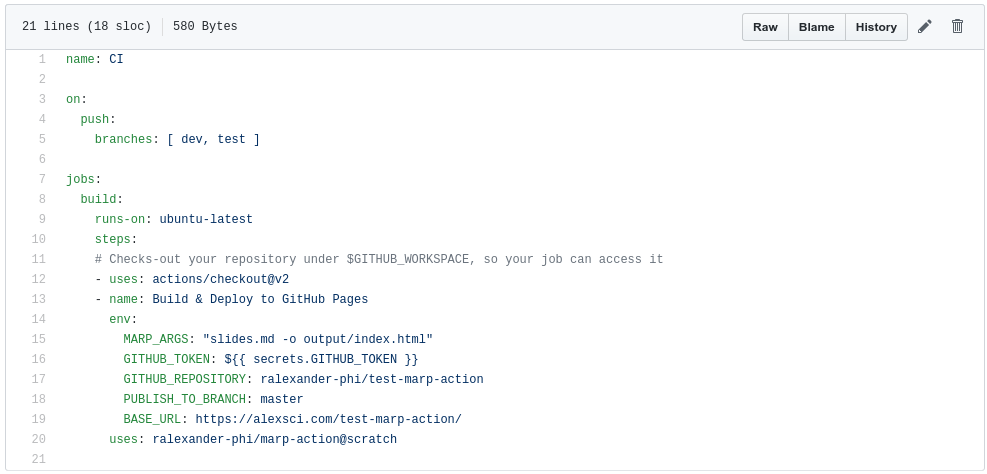 21 lines (18 sloc) 580 Bytes Raw Blame History
1 name: CI
2
3 on:
4   push:
5     branches: [ dev, test ]
6
7 jobs:
8   build:
9     runs-on: ubuntu-latest
10     steps:
11     # Checks-out your repository under $GITHUB_WORKSPACE, so your job can access it
12     - uses: actions/checkout@v2
13     - name: Build & Deploy to GitHub Pages
14       env:
15         MARP_ARGS: "slides.md -o output/index.html"
16         GITHUB_TOKEN: ${{ secrets.GITHUB_TOKEN }}
17         GITHUB_REPOSITORY: ralexander-phi/test-marp-action
18         PUBLISH_TO_BRANCH: master
19         BASE_URL: https://alexsci.com/test-marp-action/
20       uses: ralexander-phi/marp-action@scratch
21